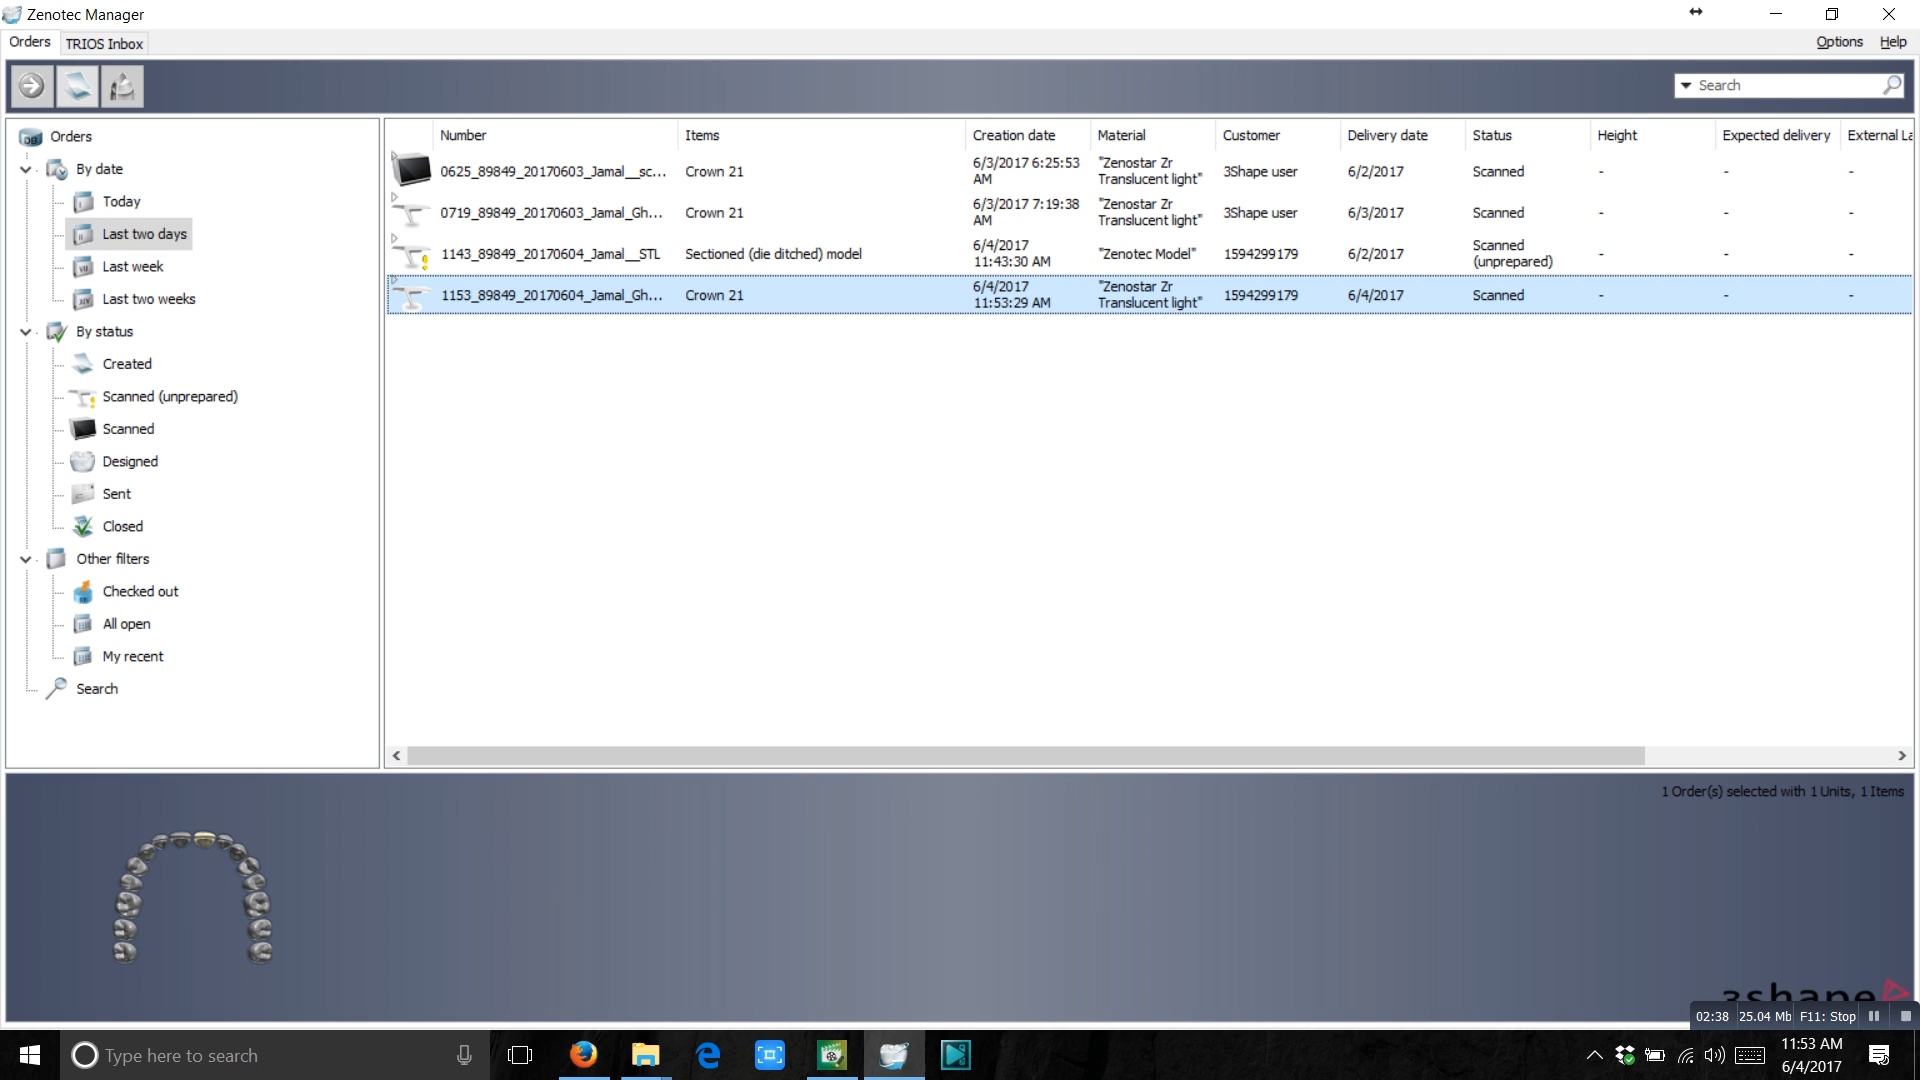 Zenotec Manager
Orders TRIOS Inbox Options Help
Search
Orders
By date
Today
Last two days
Last week
Last two weeks
By status
Created
Scanned (unprepared)
Scanned
Designed
Sent
Closed
Other filters
Checked out
All open
My recent
Search
Number Items Creation date Material Customer Delivery date Status Height Expected delivery External La
0625_89849_20170603_Jamal__sc... Crown 21 6/3/2017 6:25:53 AM "Zenostar Zr Translucent light" 3Shape user 6/2/2017 Scanned - - -
0719_89849_20170603_Jamal_Gh... Crown 21 6/3/2017 7:19:38 AM "Zenostar Zr Translucent light" 3Shape user 6/3/2017 Scanned - - -
1143_89849_20170604_Jamal__STL Sectioned (die ditched) model 6/4/2017 11:43:30 AM "Zenotec Model" 1594299179 6/2/2017 Scanned (unprepared) - - -
1153_89849_20170604_Jamal_Gh... Crown 21 6/4/2017 11:53:29 AM "Zenostar Zr Translucent light" 1594299179 6/4/2017 Scanned - - -
1 Order(s) selected with 1 Units, 1 Items
3shape
02:38 25.04 Mb F11: Stop
Type here to search
11:53 AM
6/4/2017